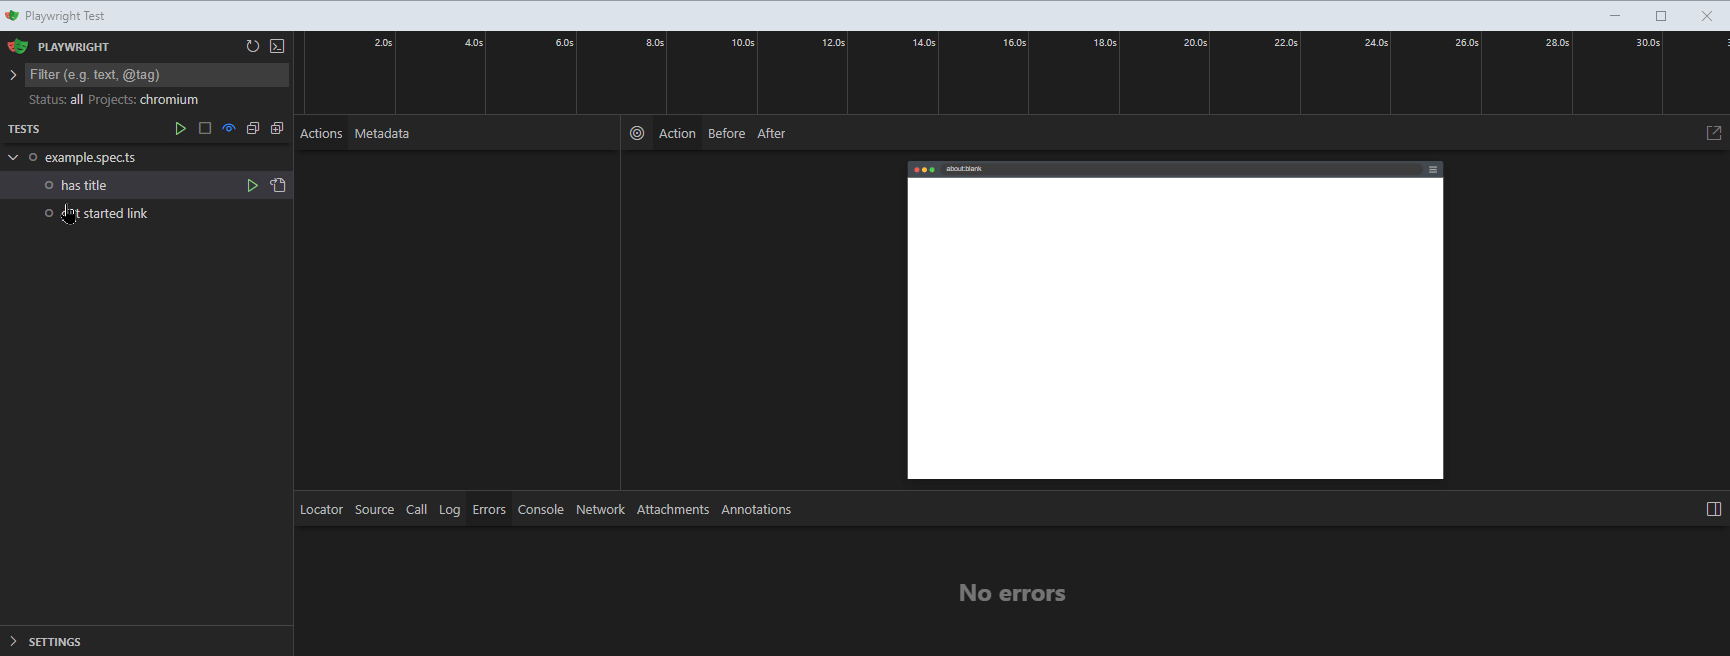 Playwright Test
PLAYWRIGHT
Filter (e.g. text, @tag)
Status: all Projects: chromium
TESTS
example.spec.ts
has title
started link
SETTINGS
2.0s 4.0s 6.0s 8.0s 10.0s 12.0s 14.0s 16.0s 18.0s 20.0s 22.0s 24.0s 26.0s 28.0s 30.0s
Actions Metadata
Action Before After
about:blank
Locator Source Call Log Errors Console Network Attachments Annotations
No errors